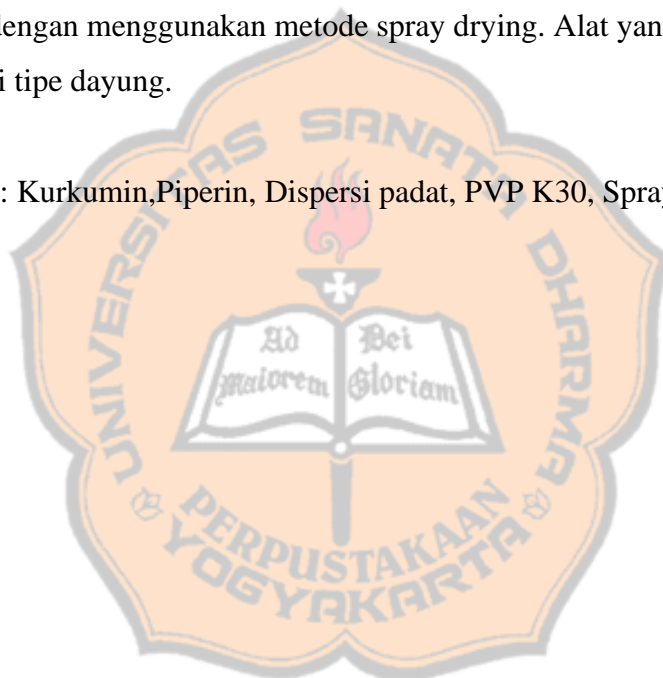 dengan menggunakan metode spray drying. Alat yan
i tipe dayung.
: Kurkumin,Piperin, Dispersi padat, PVP K30, Spray
UNIVERSITAS SANATA DHARMA
Ad
Maiorem
Dei
Gloriam
PERPUSTAKAAN
YOGYAKARTA